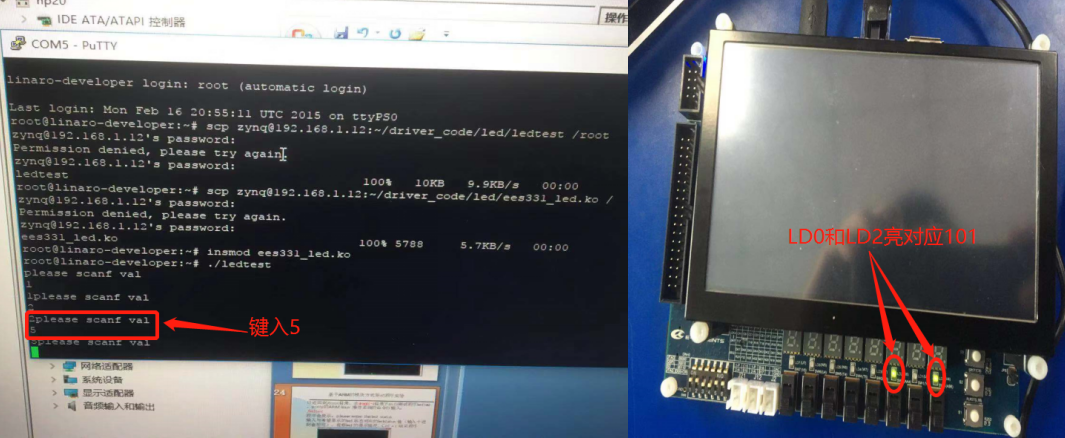 np20
IDE ATA/ATAPI 控制器
操作
COM5 - PuTTY
linaro-developer login: root (automatic login)
Last login: Mon Feb 16 20:55:11 UTC 2015 on ttyPS0
root@linaro-developer:~# scp zynq@192.168.1.12:~/driver_code/led/ledtest /root
zynq@192.168.1.12's password:
Permission denied, please try again.
zynq@192.168.1.12's password:
ledtest 100% 10KB 9.9KB/s 00:00
root@linaro-developer:~# scp zynq@192.168.1.12:~/driver_code/led/ees331_led.ko /
zynq@192.168.1.12's password:
Permission denied, please try again.
zynq@192.168.1.12's password:
ees331_led.ko 100% 5788 5.7KB/s 00:00
root@linaro-developer:~# insmod ees331_led.ko
root@linaro-developer:~# ./ledtest
please scanf val
1
1please scanf val
2
2please scanf val
5
5please scanf val
键入5
网络适配器
系统设备
显示适配器
音频输入和输出
24
LD0和LD2亮对应101